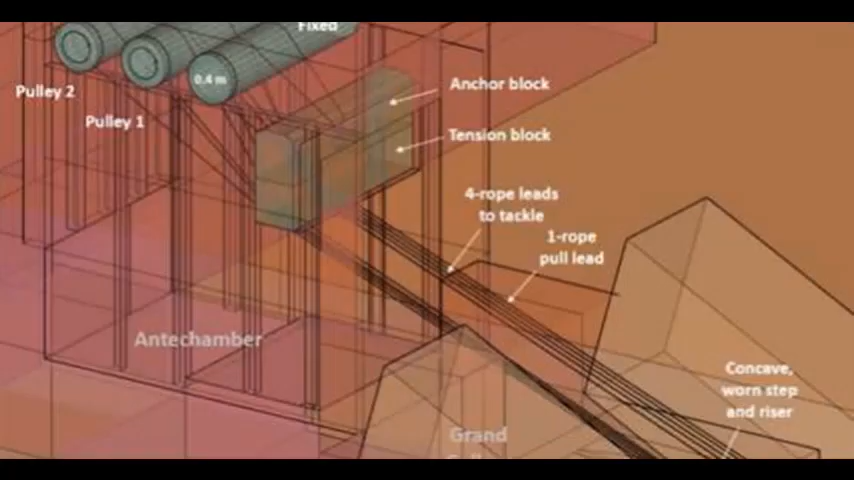 Fixed
0.4 m
Pulley 2
Pulley 1
Anchor block
Tension block
4-rope leads
to tackle
1-rope
pull lead
Antechamber
Concave,
worn step
and riser
Grand